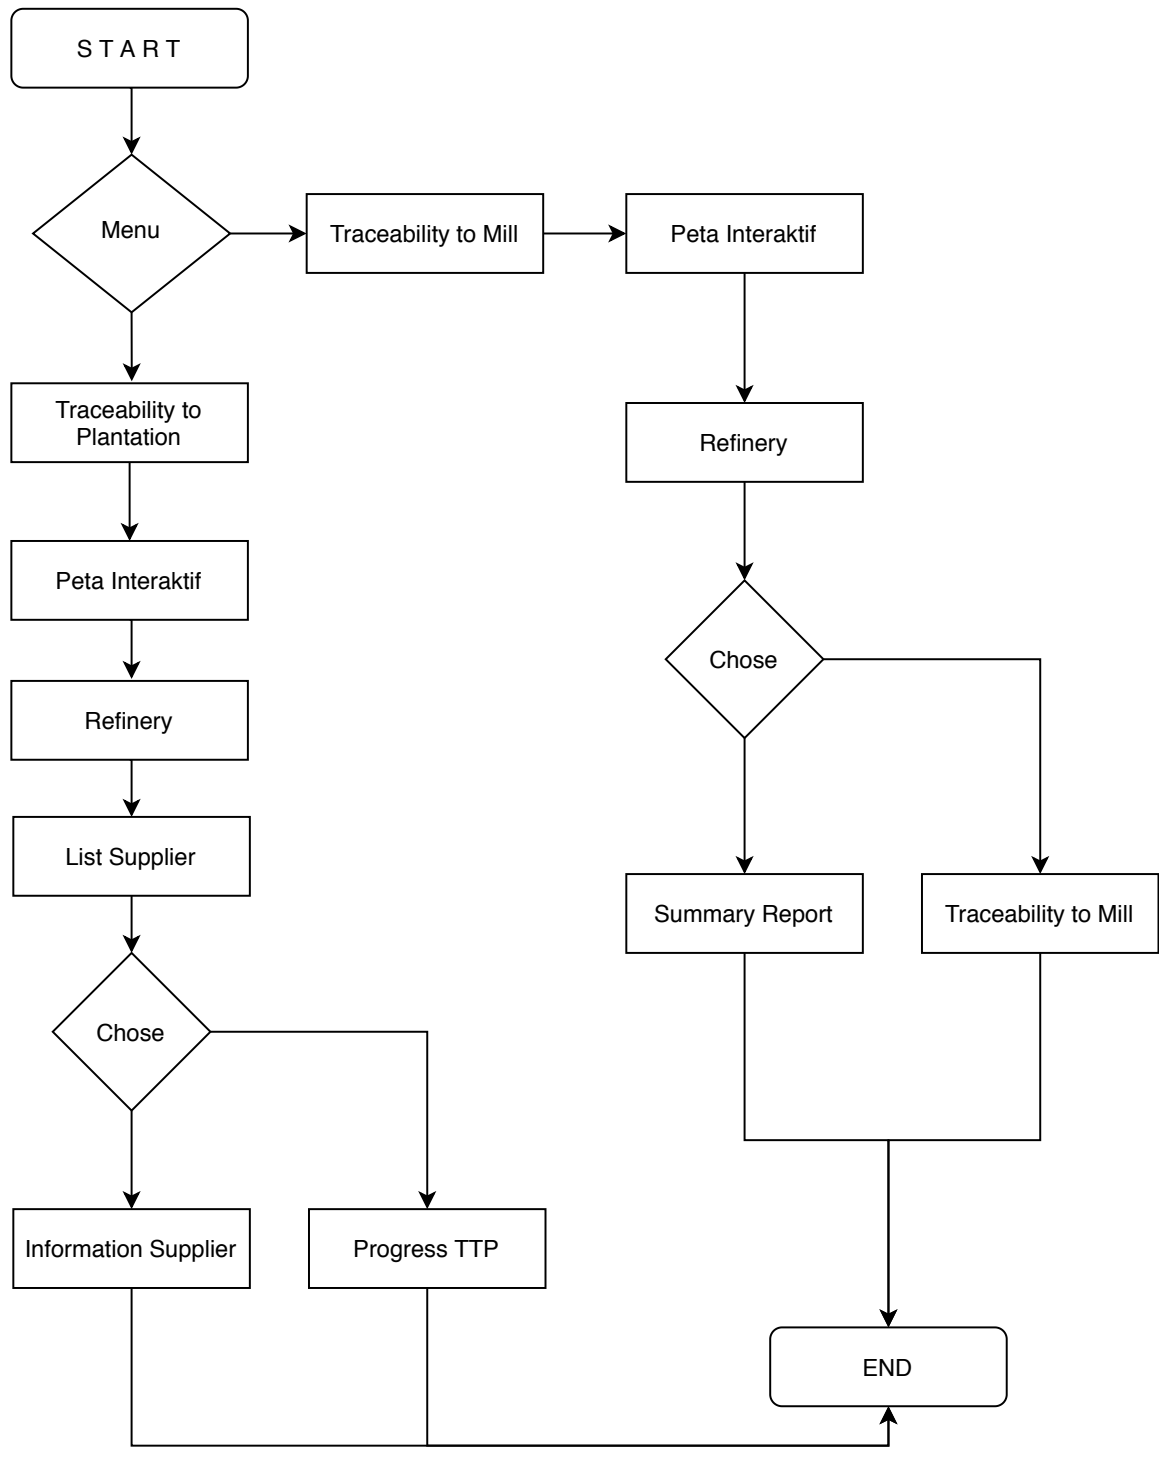 S T A R T
Menu
Traceability to Mill
Peta Interaktif
Traceability to
Plantation
Refinery
Peta Interaktif
Chose
Refinery
List Supplier
Summary Report
Traceability to Mill
Chose
Information Supplier
Progress TTP
END